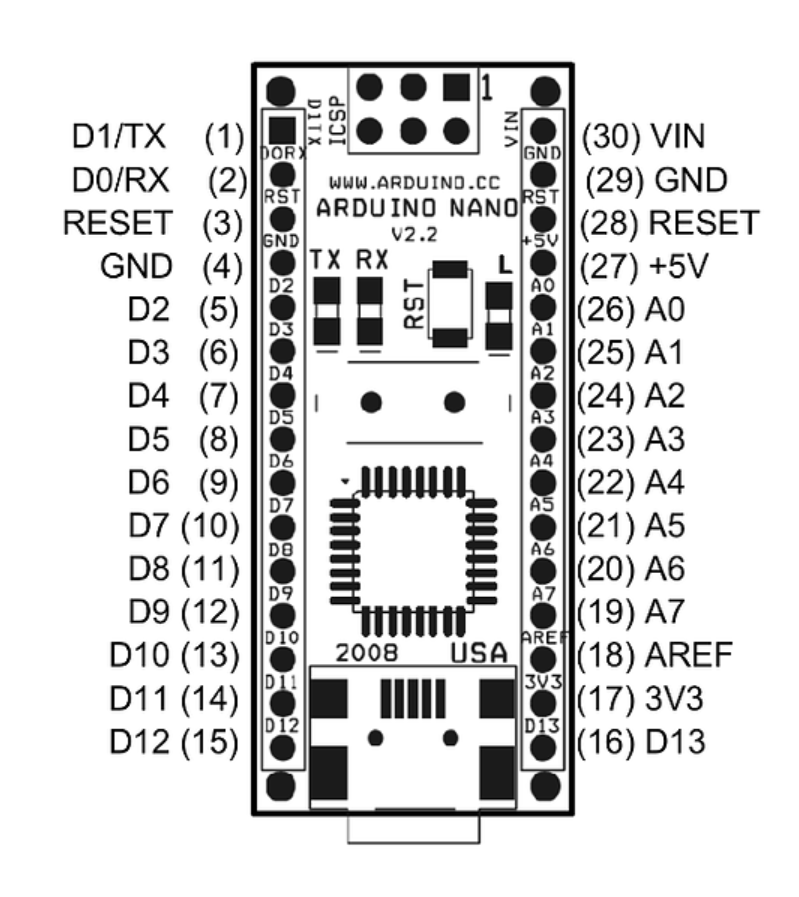 1
D1TX
ICSP
VIN
D1/TX (1)
(30) VIN
DORX
GND
D0/RX (2)
WWW.ARDUINO.CC
(29) GND
RST
ARDUINO NANO
RST
RESET (3)
(28) RESET
GND
V2.2
+5V
GND (4)
TX RX
L
(27) +5V
D2
A0
D2 (5)
RST
(26) A0
D3
A1
D3 (6)
(25) A1
D4
A2
D4 (7)
(24) A2
D5
A3
D5 (8)
(23) A3
D6
A4
D6 (9)
(22) A4
D7
A5
D7 (10)
(21) A5
D8
A6
D8 (11)
(20) A6
D9
A7
D9 (12)
(19) A7
D10
AREF
D10 (13)
2008 USA
(18) AREF
D11
3V3
D11 (14)
(17) 3V3
D12
D13
D12 (15)
(16) D13